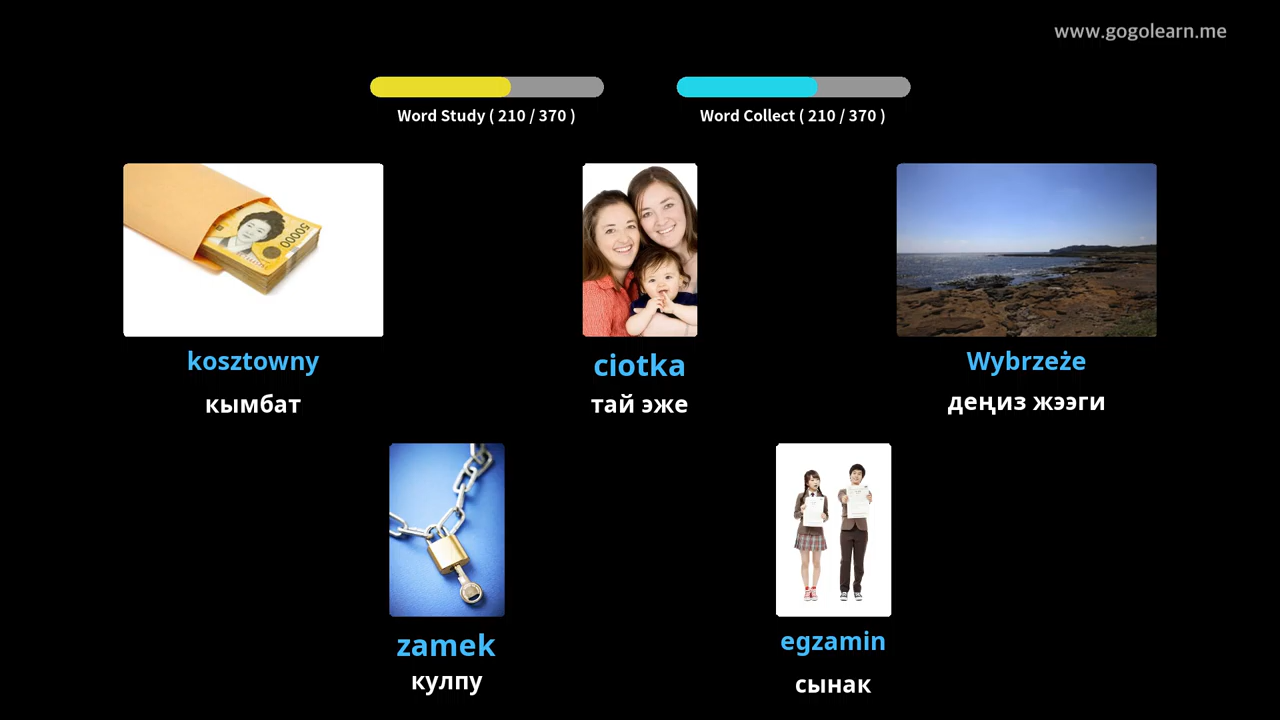 www.gogolearn.me
Word Study ( 210 / 370 )
Word Collect ( 210 / 370 )
50000
kosztowny
ciotka
Wybrzeże
кымбат
тай эже
деңиз жээги
zamek
egzamin
кулпу
сынак